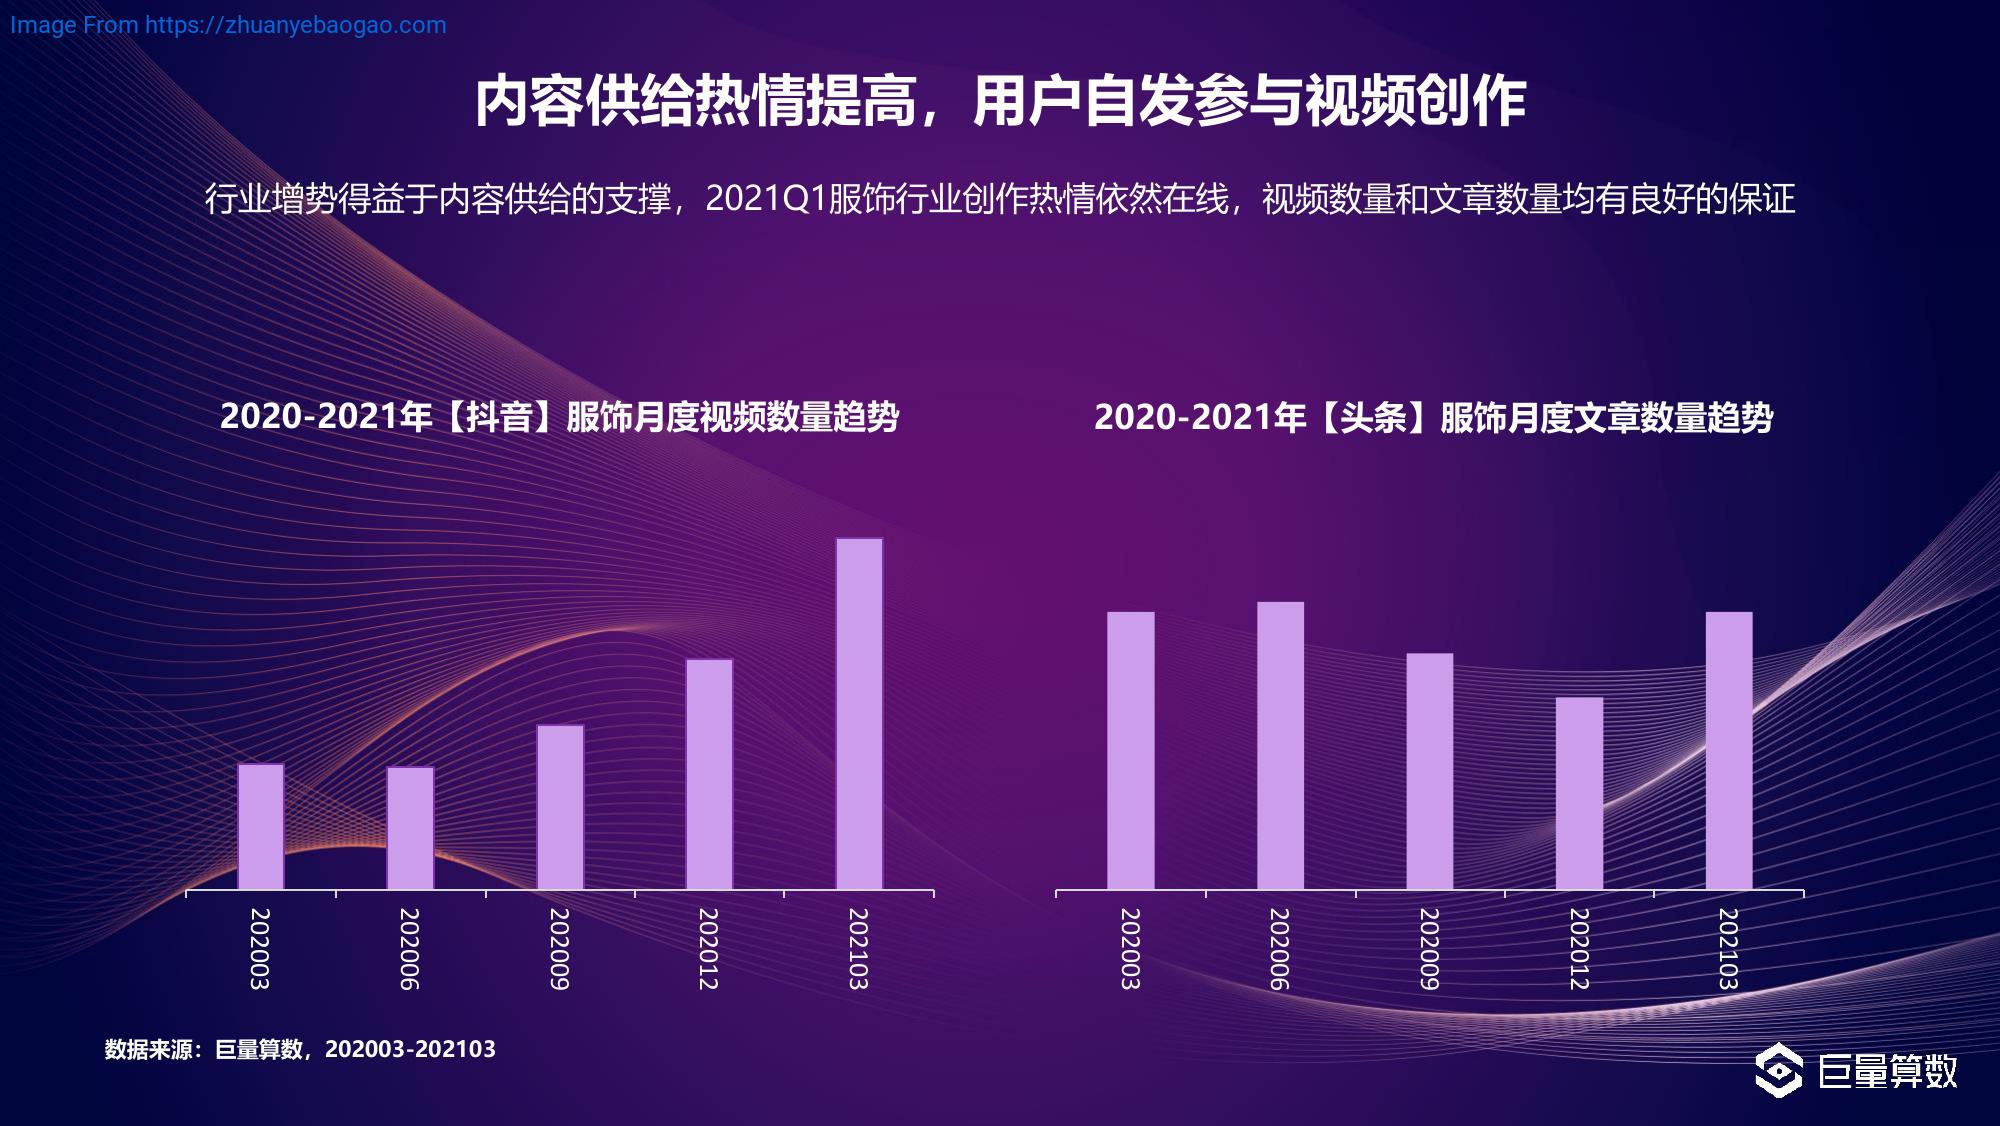 Image From https://zhuanyebaogao.com
内容供给热情提高，用户自发参与视频创作
行业增势得益于内容供给的支撑，2021Q1服饰行业创作热情依然在线，视频数量和文章数量均有良好的保证
2020-2021年【抖音】服饰月度视频数量趋势
202003
202006
202009
202012
202103
2020-2021年【头条】服饰月度文章数量趋势
202003
202006
202009
202012
202103
数据来源：巨量算数，202003-202103
巨量算数